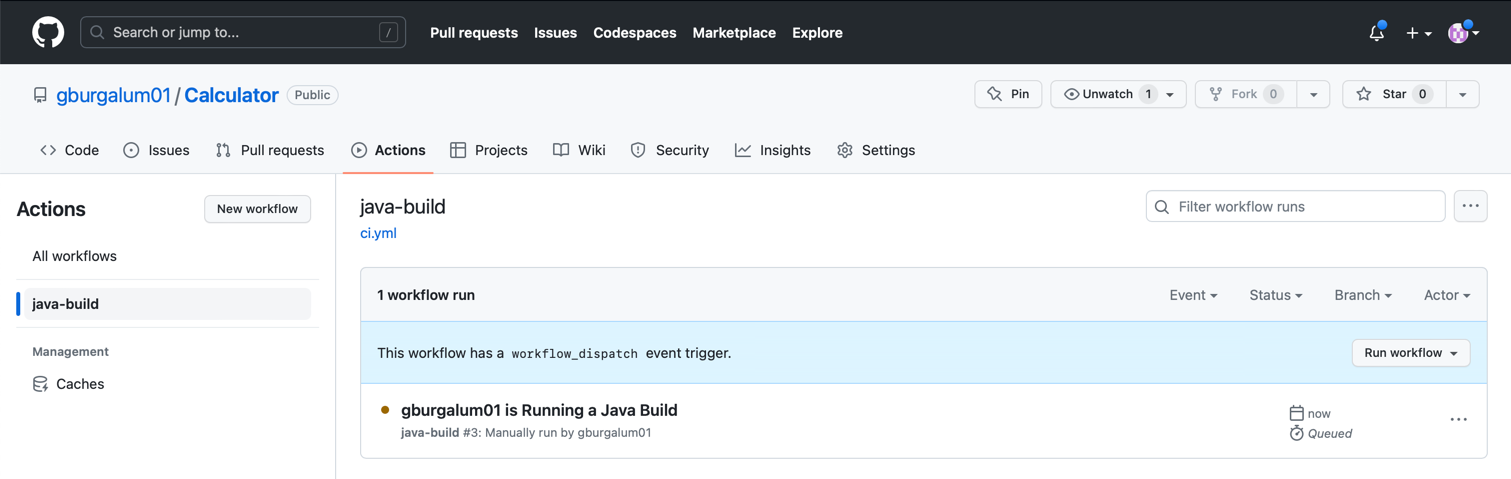 Search or jump to... /
Pull requests Issues Codespaces Marketplace Explore
gburgalum01 / Calculator Public
Pin Unwatch 1 Fork 0 Star 0
Code Issues Pull requests Actions Projects Wiki Security Insights Settings
Actions New workflow
All workflows
java-build
Management
Caches
java-build
ci.yml
Filter workflow runs
1 workflow run Event Status Branch Actor
This workflow has a workflow_dispatch event trigger. Run workflow
gburgalum01 is Running a Java Build
java-build #3: Manually run by gburgalum01
now
Queued